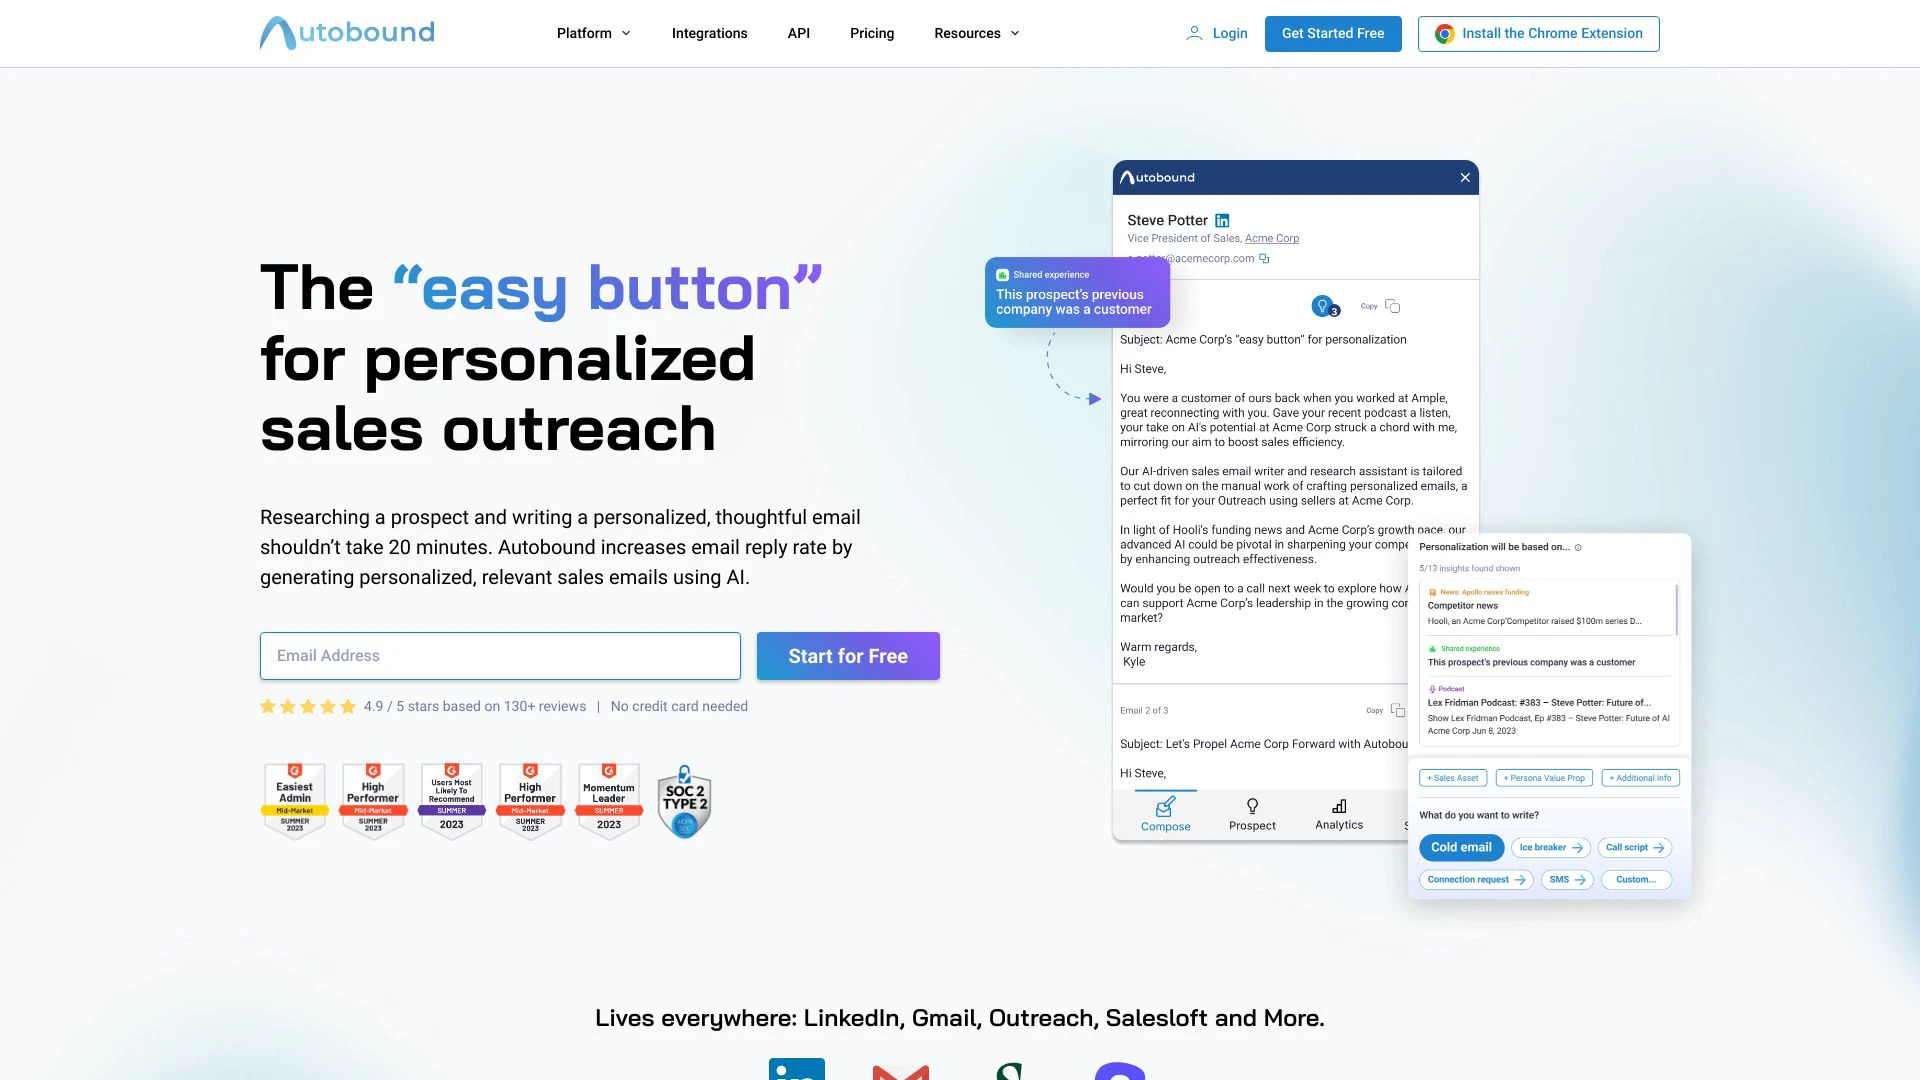 Autobound
Platform
Integrations
API
Pricing
Resources
Login
Get Started Free
Install the Chrome Extension
The “easy button”
for personalized
sales outreach
Researching a prospect and writing a personalized, thoughtful email
shouldn’t take 20 minutes. Autobound increases email reply rate by
generating personalized, relevant sales emails using AI.
Email Address
Start for Free
4.9 / 5 stars based on 130+ reviews | No credit card needed
Easiest
Admin
Mid-Market
SUMMER
2023
High
Performer
Mid-Market
SUMMER
2023
Users Most
Likely To
Recommend
SUMMER
2023
High
Performer
Mid-Market
SUMMER
2023
Momentum
Leader
SUMMER
2023
SOC 2
TYPE 2
Autobound
Steve Potter
Vice President of Sales, Acme Corp
@acemecorp.com
Shared experience
This prospect’s previous
company was a customer
3
Copy
Subject: Acme Corp's “easy button” for personalization
Hi Steve,
You were a customer of ours back when you worked at Ample,
great reconnecting with you. Gave your recent podcast a listen,
your take on AI's potential at Acme Corp struck a chord with me,
mirroring our aim to boost sales efficiency.
Our AI-driven sales email writer and research assistant is tailored
to cut down on the manual work of crafting personalized emails, a
perfect fit for your Outreach using sellers at Acme Corp.
In light of Hooli's funding news and Acme Corp’s growth pace, our
advanced AI could be pivotal in sharpening your compe
by enhancing outreach effectiveness.
Would you be open to a call next week to explore how
can support Acme Corp’s leadership in the growing cor
market?
Warm regards,
Kyle
Email 2 of 3
Copy
Subject: Let's Propel Acme Corp Forward with Autobou
Hi Steve,
Compose
Prospect
Analytics
Personalization will be based on...
5/13 insights found shown
News: Apollo raises funding
Competitor news
Hooli, an Acme Corp'Competitor raised $100m series D...
Shared experience
This prospect’s previous company was a customer
Podcast
Lex Fridman Podcast: #383 – Steve Potter: Future of...
Show Lex Fridman Podcast, Ep #383 – Steve Potter: Future of AI
Acme Corp Jun 8, 2023
+ Sales Asset
+ Persona Value Prop
+ Additional Info
What do you want to write?
Cold email
Ice breaker
Call script
Connection request
SMS
Custom...
Lives everywhere: LinkedIn, Gmail, Outreach, Salesloft and More.